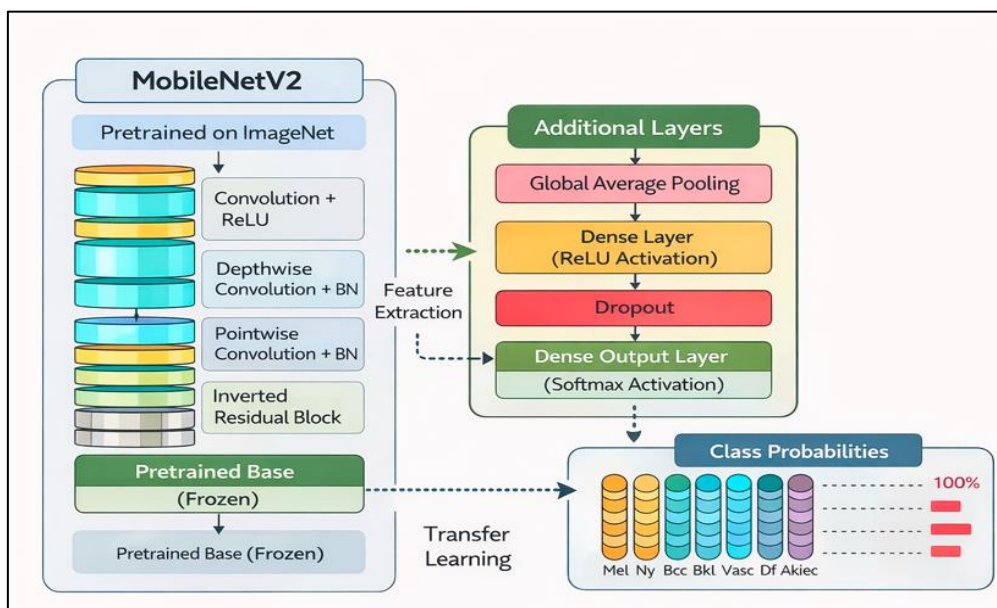 MobileNetV2
Pretrained on ImageNet
Convolution +
ReLU
Depthwise
Convolution + BN
Pointwise
Convolution + BN
Inverted
Residual Block
Pretrained Base
(Frozen)
Pretrained Base (Frozen)
Feature
Extraction
Transfer
Learning
Additional Layers
Global Average Pooling
Dense Layer
(ReLU Activation)
Dropout
Dense Output Layer
(Softmax Activation)
Class Probabilities
100%
Mel Ny Bcc Bkl Vasc Df Akiec